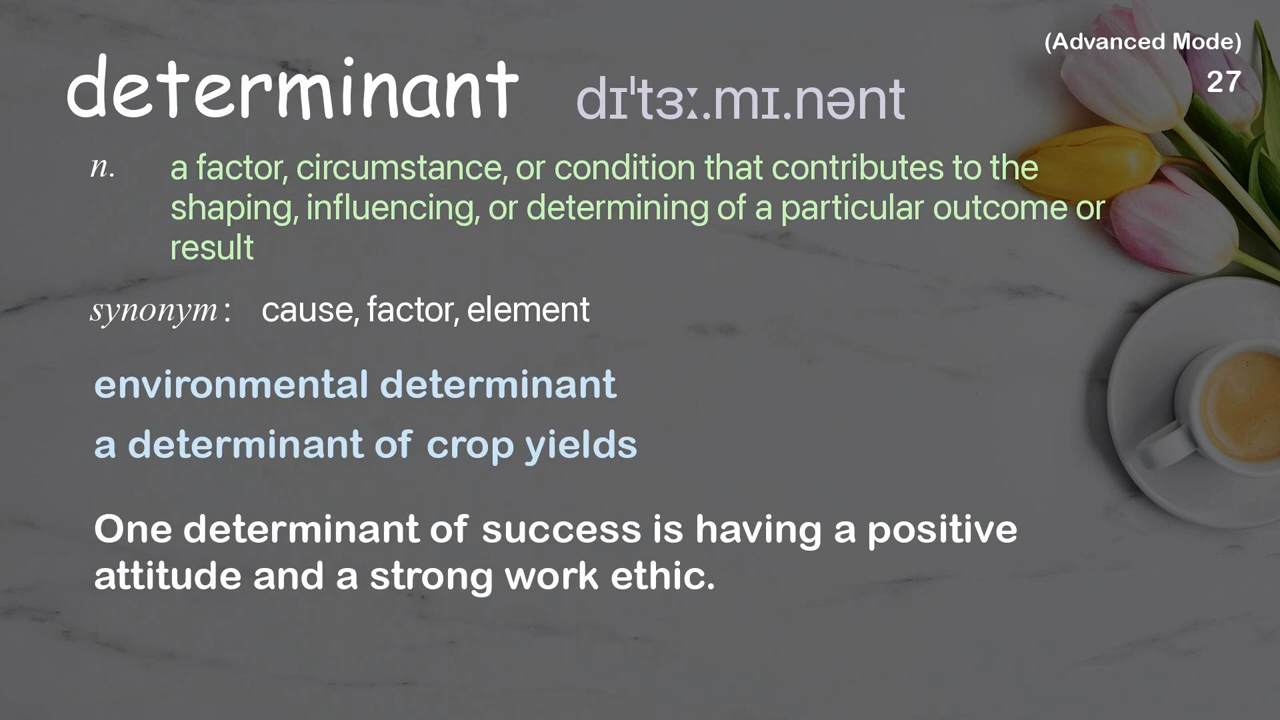 (Advanced Mode)
27
determinant dɪˈtɜː.mɪ.nənt
n. a factor, circumstance, or condition that contributes to the
shaping, influencing, or determining of a particular outcome or
result
synonym: cause, factor, element
environmental determinant
a determinant of crop yields
One determinant of success is having a positive
attitude and a strong work ethic.